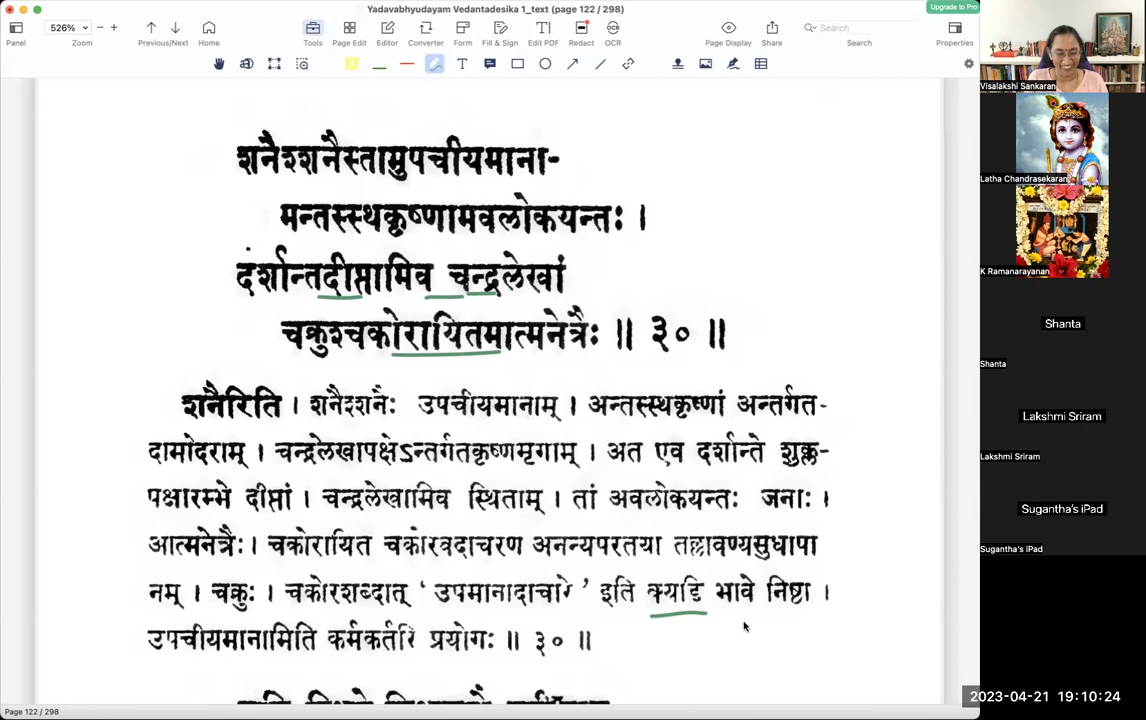 Yadavabhyudayam Vedantadesika 1_text (page 122 / 298)
Upgrade to Pro
526%
Search
Panel
Zoom
Previous/Next
Home
Tools
Page Edit
Editor
Converter
Form
Fill & Sign
Edit PDF
Redact
OCR
Page Display
Share
Search
Properties
शनैश्शनैस्तामुपचीयमाना-
मन्तस्स्थकृष्णामवलोकयन्तः ।
दर्शान्तदीप्तामिव चन्द्रलेखां
चक्रुश्चकोरायितमात्मनेत्रैः ॥ ३० ॥
शनैरिति । शनैश्शनैः उपचीयमानाम् । अन्तस्स्थकृष्णां अन्तर्गत-
दामोदराम् । चन्द्रलेखापक्षेऽन्तर्गतकृष्णमृगाम् । अत एव दर्शान्ते शुक्ल-
पक्षारम्भे दीप्तां । चन्द्रलेखामिव स्थिताम् । तां अवलोकयन्तः जनाः ।
आत्मनेत्रैः । चकोरायित चकोरवदाचरण अनन्यपरतया तल्लावण्यसुधापा
नम् । चक्रुः । चकोरशब्दात् ‘ उपमानादाचारे ’ इति क्यङि भावे निष्ठा ।
उपचीयमानामिति कर्मकर्तरि प्रयोगः ॥ ३० ॥
Page 122 / 298
Visalakshi Sankaran
Latha Chandrasekaran
K Ramanarayanan
Shanta
Shanta
Lakshmi Sriram
Lakshmi Sriram
Sugantha's iPad
Sugantha's iPad
2023-04-21 19:10:24